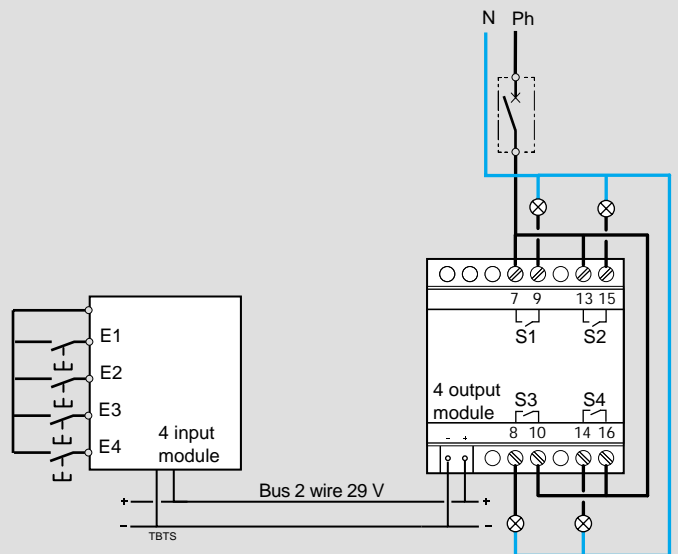 N Ph
7 9 13 15
S1 S2
E1
E2
E3
E4
4 input
module
4 output
module
S3 S4
8 10 14 16
- +
Bus 2 wire 29 V
+ +
– –
TBTS